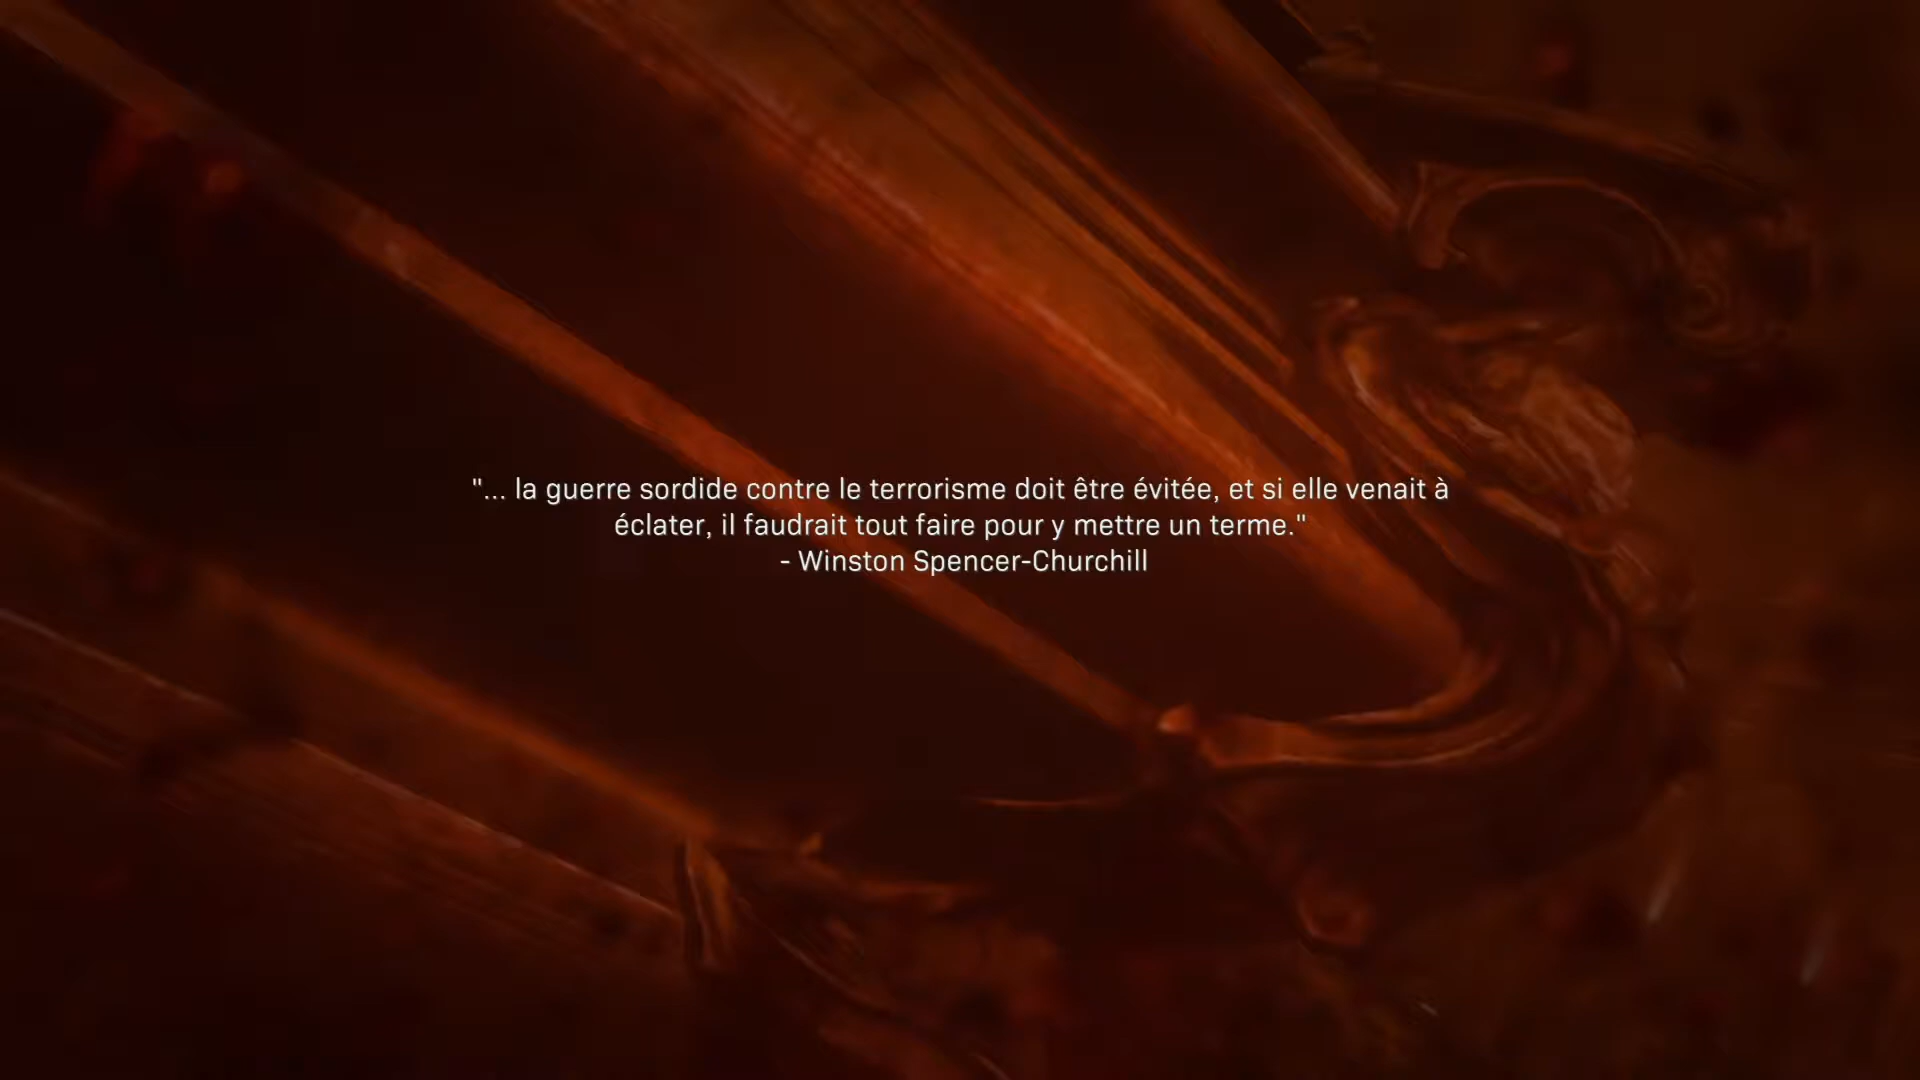 "... la guerre sordide contre le terrorisme doit être évitée, et si elle venait à
éclater, il faudrait tout faire pour y mettre un terme."
- Winston Spencer-Churchill